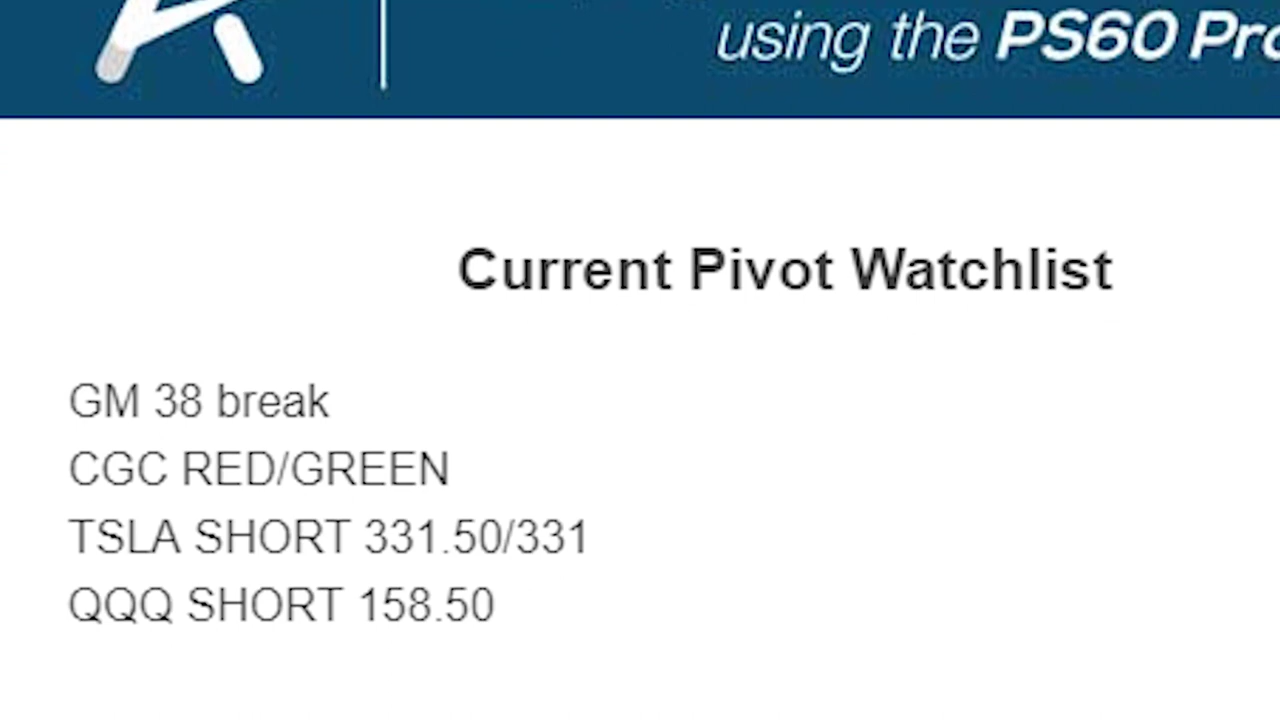 using the PS60
Current Pivot Watchlist
GM 38 break
CGC RED/GREEN
TSLA SHORT 331.50/331
QQQ SHORT 158.50